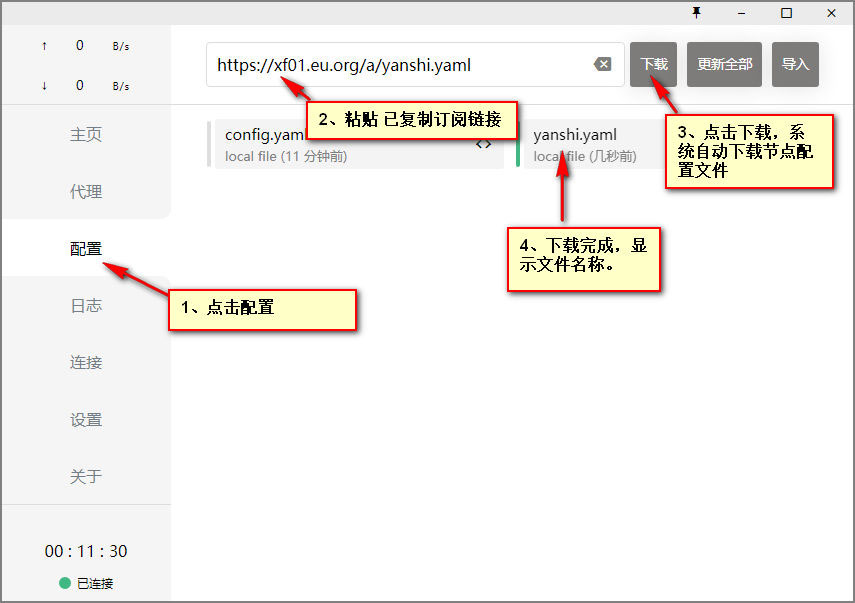 ↑ 0 B/s
↓ 0 B/s
主页
代理
配置
日志
连接
设置
关于
00 : 11 : 30
已连接
https://xf01.eu.org/a/yanshi.yaml
下载
更新全部
导入
2、粘贴 已复制订阅链接
config.yaml
local file (11 分钟前)
<>
yanshi.yaml
local file (几秒前)
3、点击下载，系
统自动下载节点配
置文件
4、下载完成，显
示文件名称。
1、点击配置